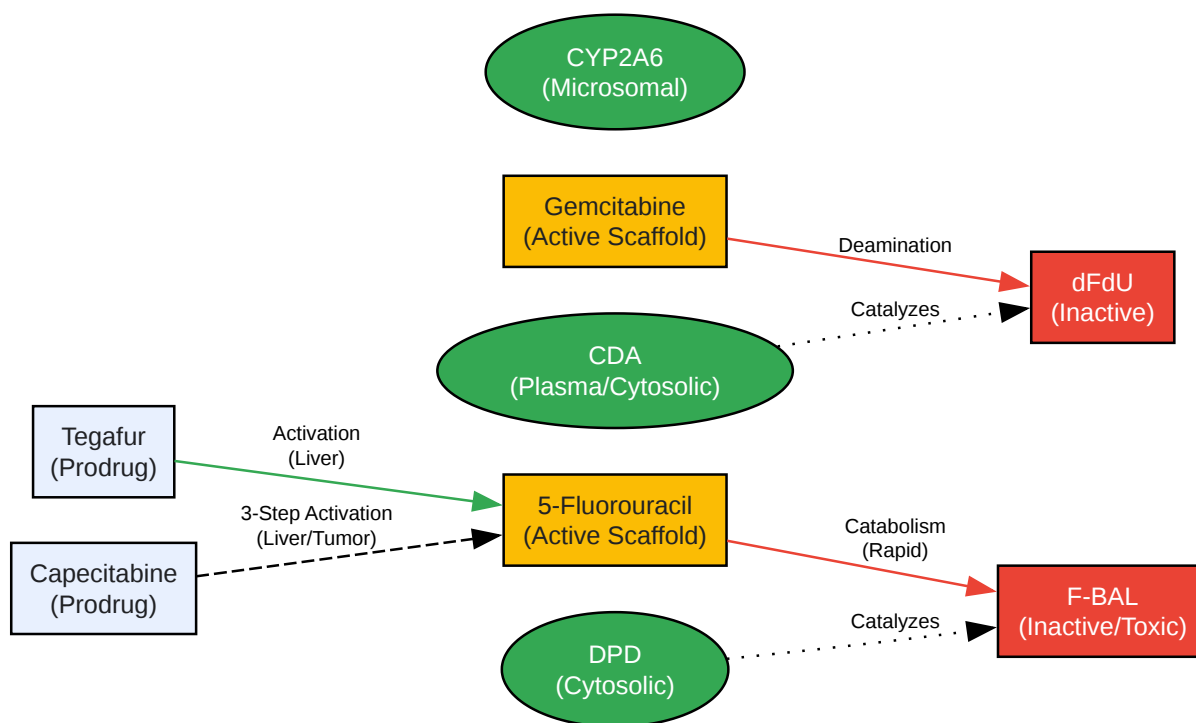 CYP2A6
(Microsomal)
Gemcitabine
(Active Scaffold)
Deamination
dFdU
(Inactive)
Catalyzes
CDA
(Plasma/Cytosolic)
Tegafur
(Prodrug)
Activation
(Liver)
3-Step Activation
(Liver/Tumor)
Capecitabine
(Prodrug)
5-Fluorouracil
(Active Scaffold)
Catabolism
(Rapid)
F-BAL
(Inactive/Toxic)
Catalyzes
DPD
(Cytosolic)